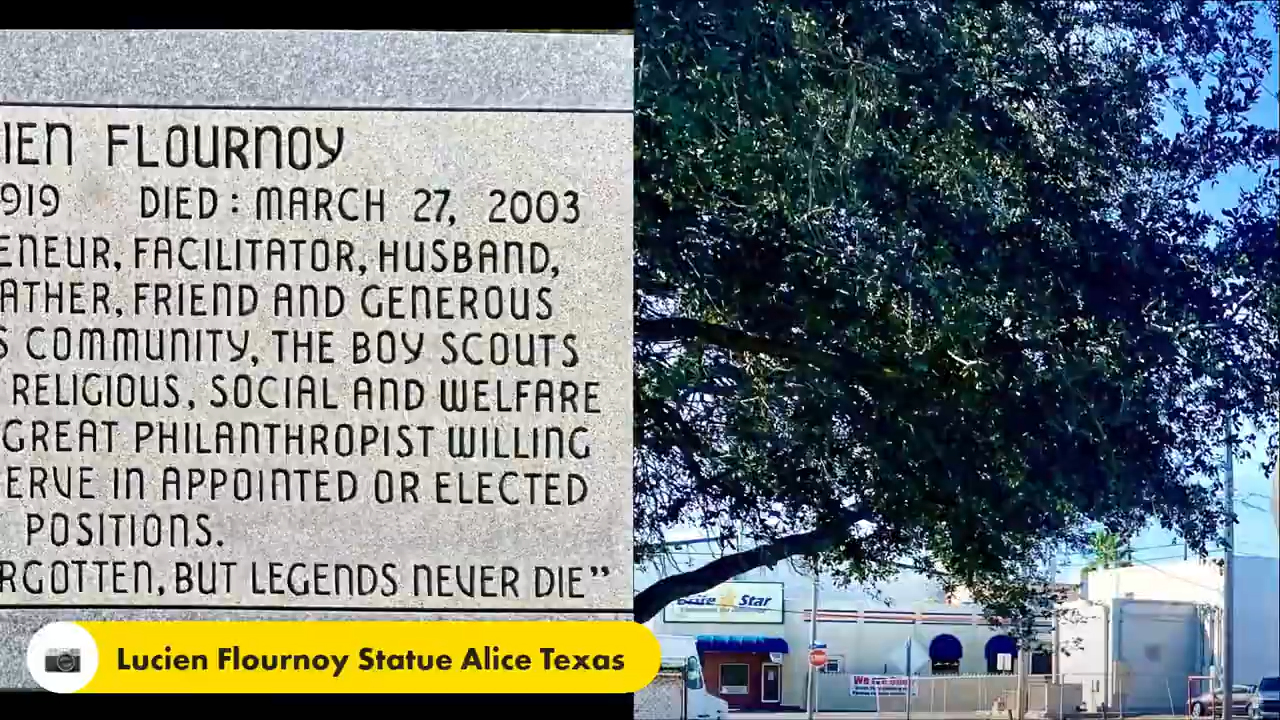 IEN FLOURNOY
919 DIED: MARCH 27, 2003
ENEUR, FACILITATOR, HUSBAND,
ATHER, FRIEND AND GENEROUS
S COMMUNITY, THE BOY SCOUTS
RELIGIOUS, SOCIAL AND WELFARE
GREAT PHILANTHROPIST WILLING
ERVE IN APPOINTED OR ELECTED
POSITIONS.
RGOTTEN, BUT LEGENDS NEVER DIE”
Lucien Flournoy Statue Alice Texas
Star
We